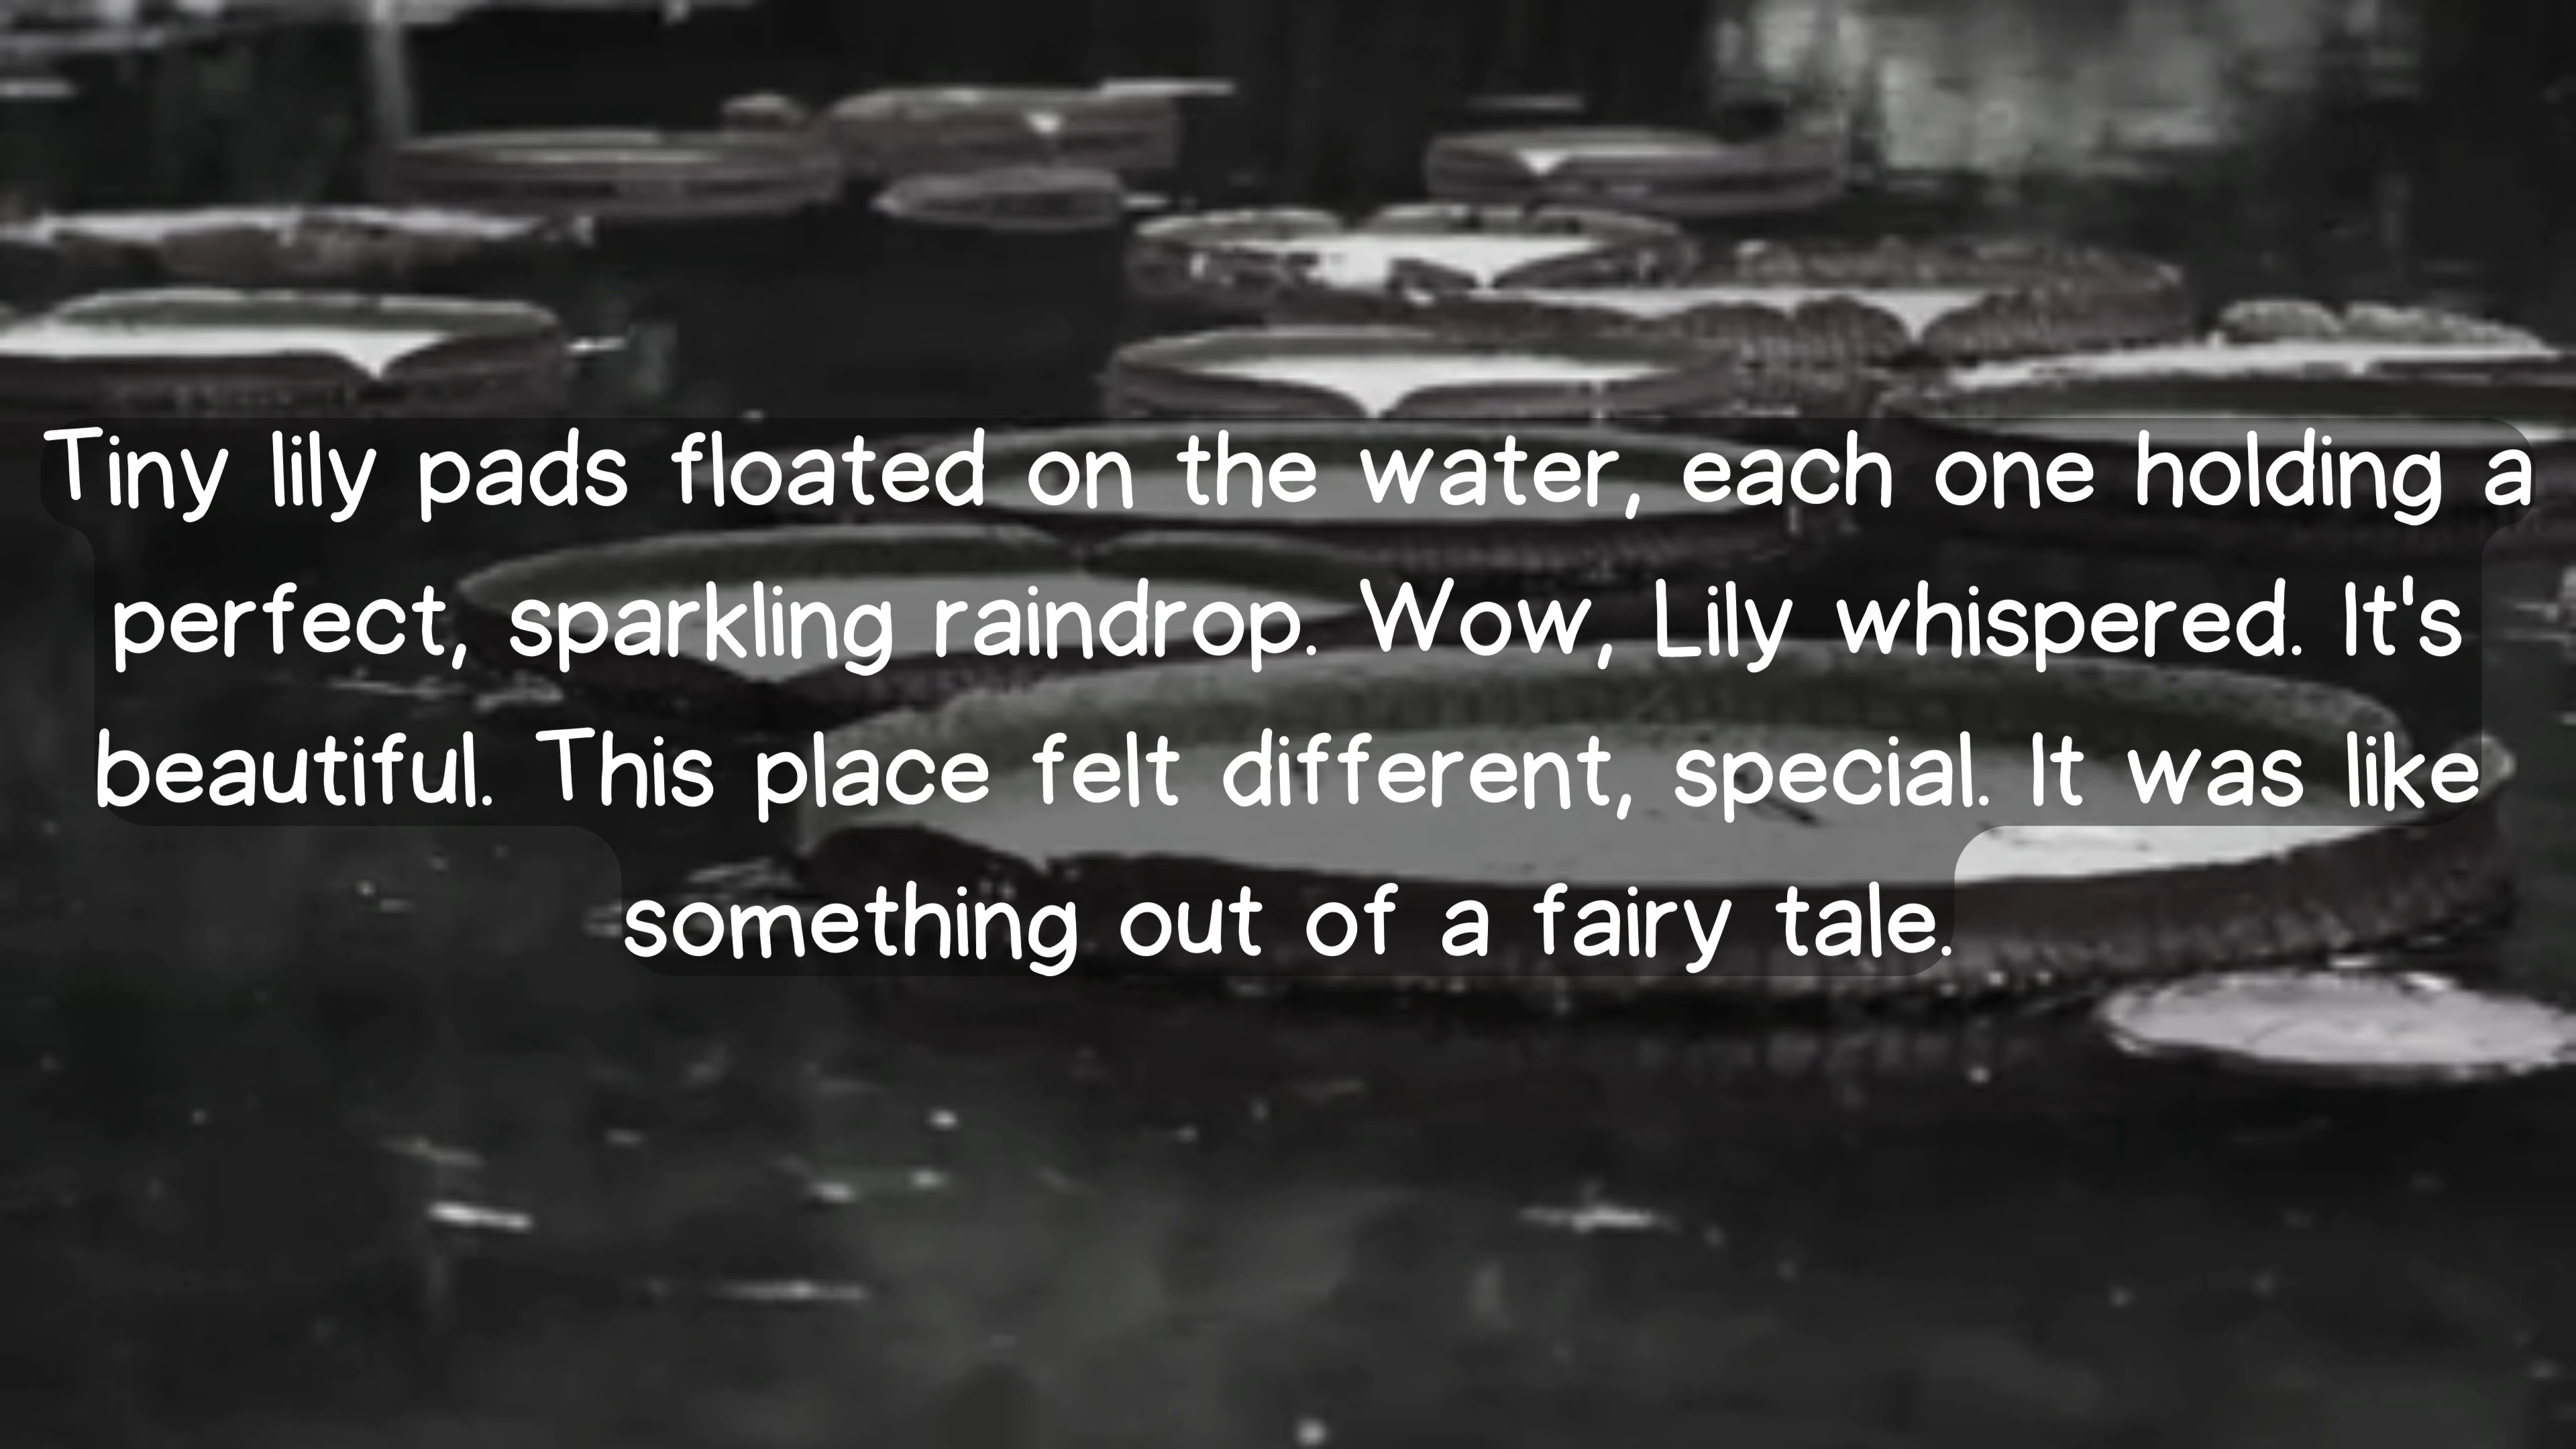 Tiny lily pads floated on the water, each one holding a
perfect, sparkling raindrop. Wow, Lily whispered. It's
beautiful. This place felt different, special. It was like
something out of a fairy tale.